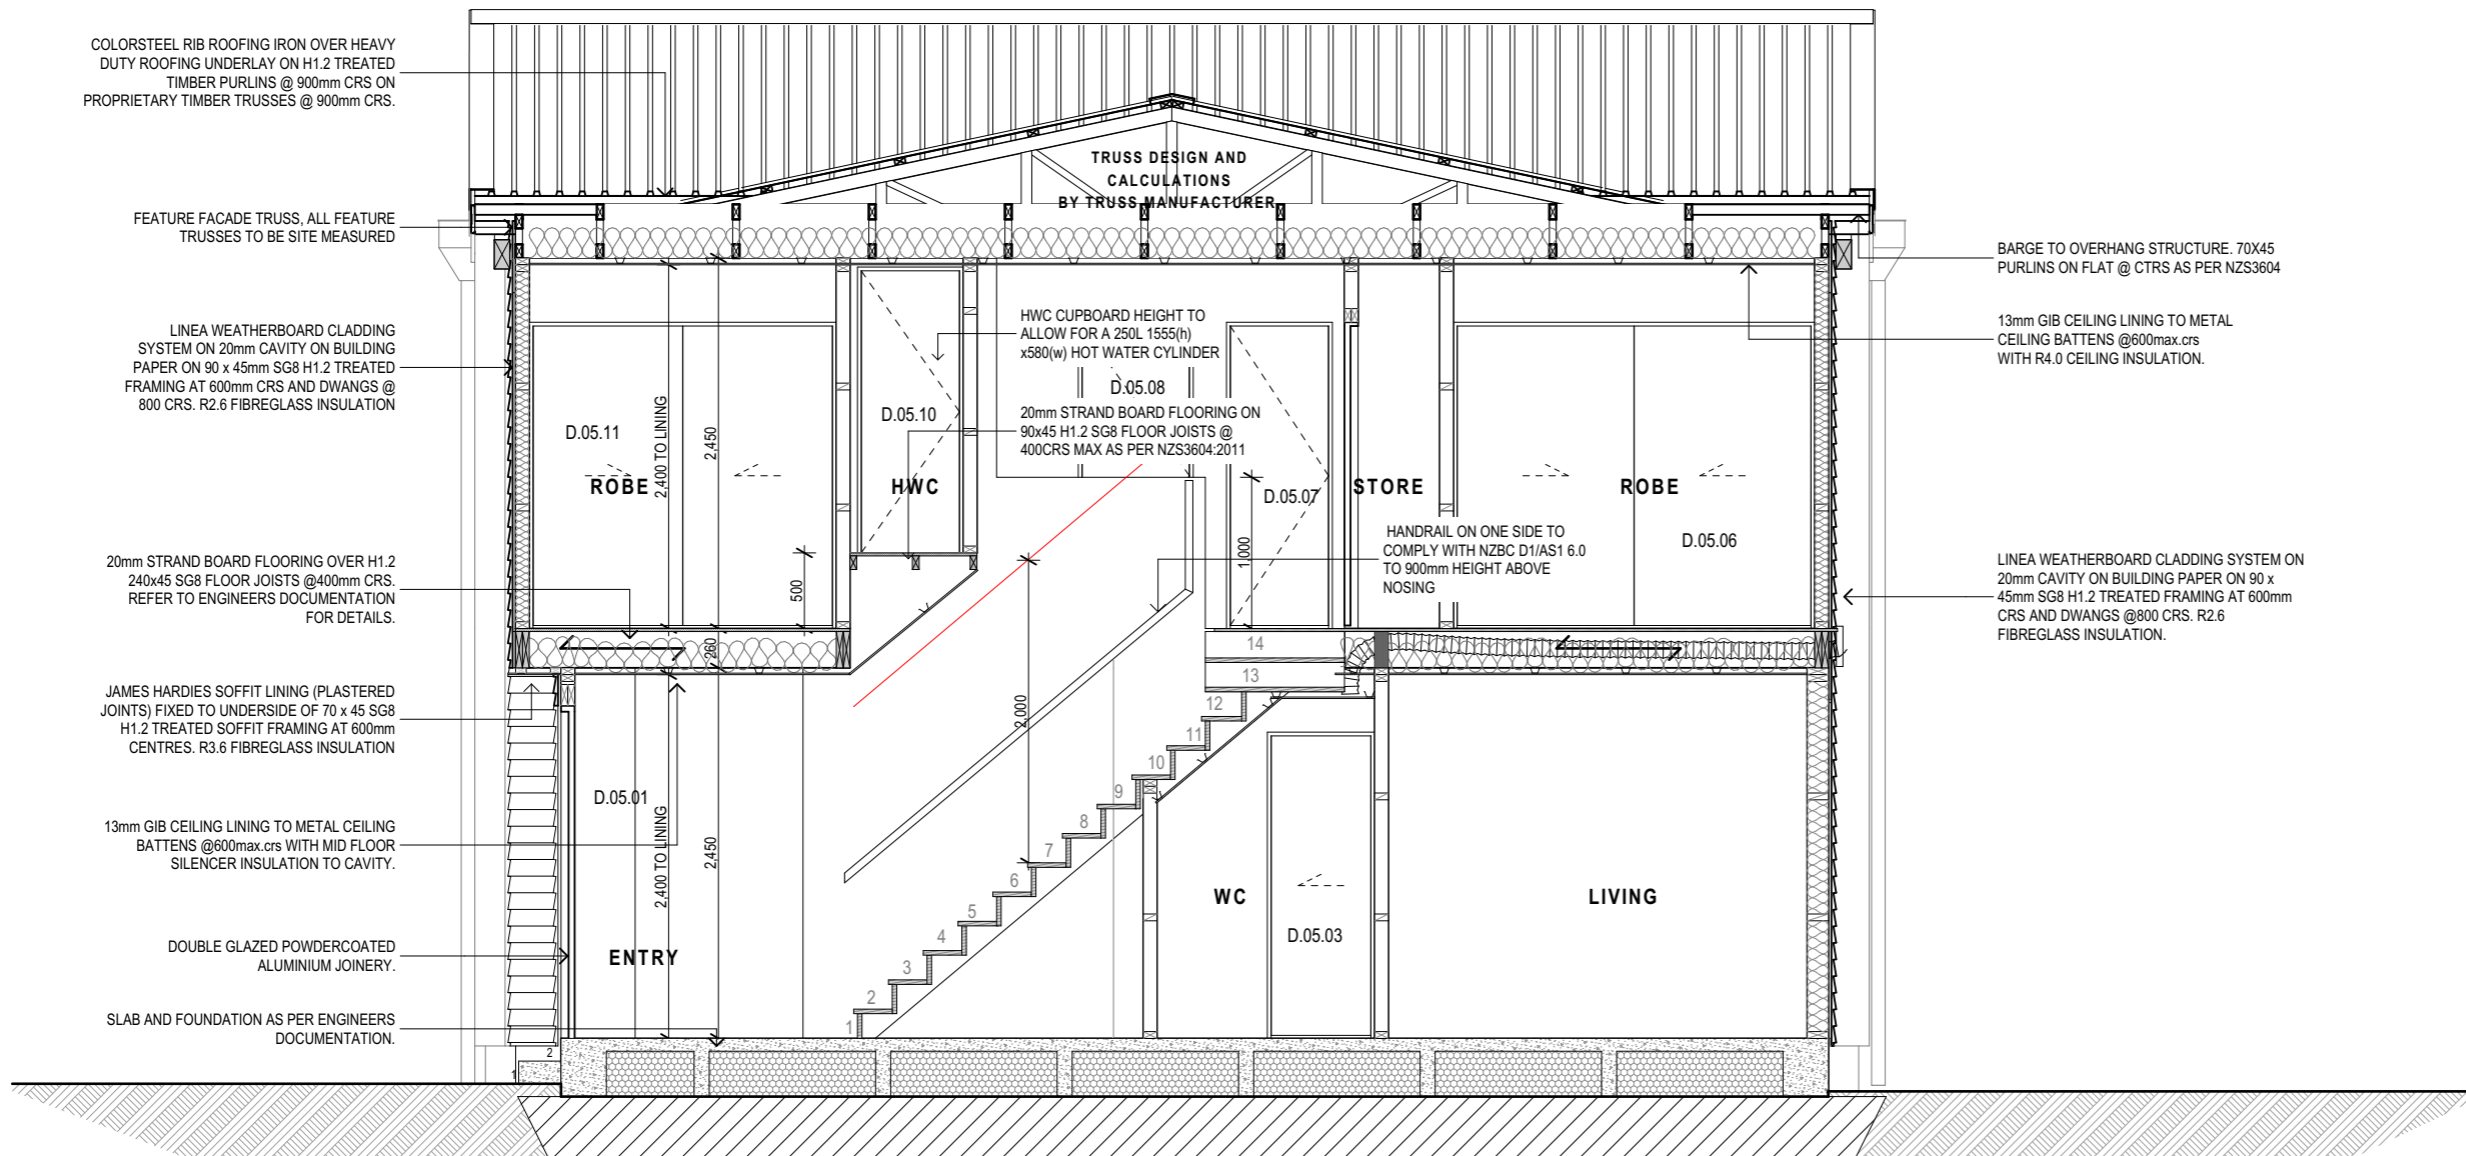 COLORSTEEL RIB ROOFING IRON OVER HEAVY
DUTY ROOFING UNDERLAY ON H1.2 TREATED
TIMBER PURLINS @ 900mm CRS ON
PROPRIETARY TIMBER TRUSSES @ 900mm CRS.
FEATURE FACADE TRUSS, ALL FEATURE
TRUSSES TO BE SITE MEASURED
LINEA WEATHERBOARD CLADDING
SYSTEM ON 20mm CAVITY ON BUILDING
PAPER ON 90 x 45mm SG8 H1.2 TREATED
FRAMING AT 600mm CRS AND DWANGS @
800 CRS. R2.6 FIBREGLASS INSULATION
20mm STRAND BOARD FLOORING OVER H1.2
240x45 SG8 FLOOR JOISTS @400mm CRS.
REFER TO ENGINEERS DOCUMENTATION
FOR DETAILS.
JAMES HARDIES SOFFIT LINING (PLASTERED
JOINTS) FIXED TO UNDERSIDE OF 70 x 45 SG8
H1.2 TREATED SOFFIT FRAMING AT 600mm
CENTRES. R3.6 FIBREGLASS INSULATION
13mm GIB CEILING LINING TO METAL CEILING
BATTENS @600max.crs WITH MID FLOOR
SILENCER INSULATION TO CAVITY.
DOUBLE GLAZED POWDERCOATED
ALUMINIUM JOINERY.
SLAB AND FOUNDATION AS PER ENGINEERS
DOCUMENTATION.
TRUSS DESIGN AND
CALCULATIONS
BY TRUSS MANUFACTURER
HWC CUPBOARD HEIGHT TO
ALLOW FOR A 250L 1555(h)
x580(w) HOT WATER CYLINDER
D.05.08
20mm STRAND BOARD FLOORING ON
90x45 H1.2 SG8 FLOOR JOISTS @
400CRS MAX AS PER NZS3604:2011
D.05.11
ROBE
2,400 TO LINING
2,450
D.05.10
HWC
500
260
D.05.07
1,000
STORE
ROBE
D.05.06
HANDRAIL ON ONE SIDE TO
COMPLY WITH NZBC D1/AS1 6.0
TO 900mm HEIGHT ABOVE
NOSING
2,000
14
13
12
11
10
9
8
7
6
5
4
3
2
1
D.05.01
2,400 TO LINING
2,450
ENTRY
WC
D.05.03
LIVING
2
1
BARGE TO OVERHANG STRUCTURE. 70X45
PURLINS ON FLAT @ CTRS AS PER NZS3604
13mm GIB CEILING LINING TO METAL
CEILING BATTENS @600max.crs
WITH R4.0 CEILING INSULATION.
LINEA WEATHERBOARD CLADDING SYSTEM ON
20mm CAVITY ON BUILDING PAPER ON 90 x
45mm SG8 H1.2 TREATED FRAMING AT 600mm
CRS AND DWANGS @800 CRS. R2.6
FIBREGLASS INSULATION.